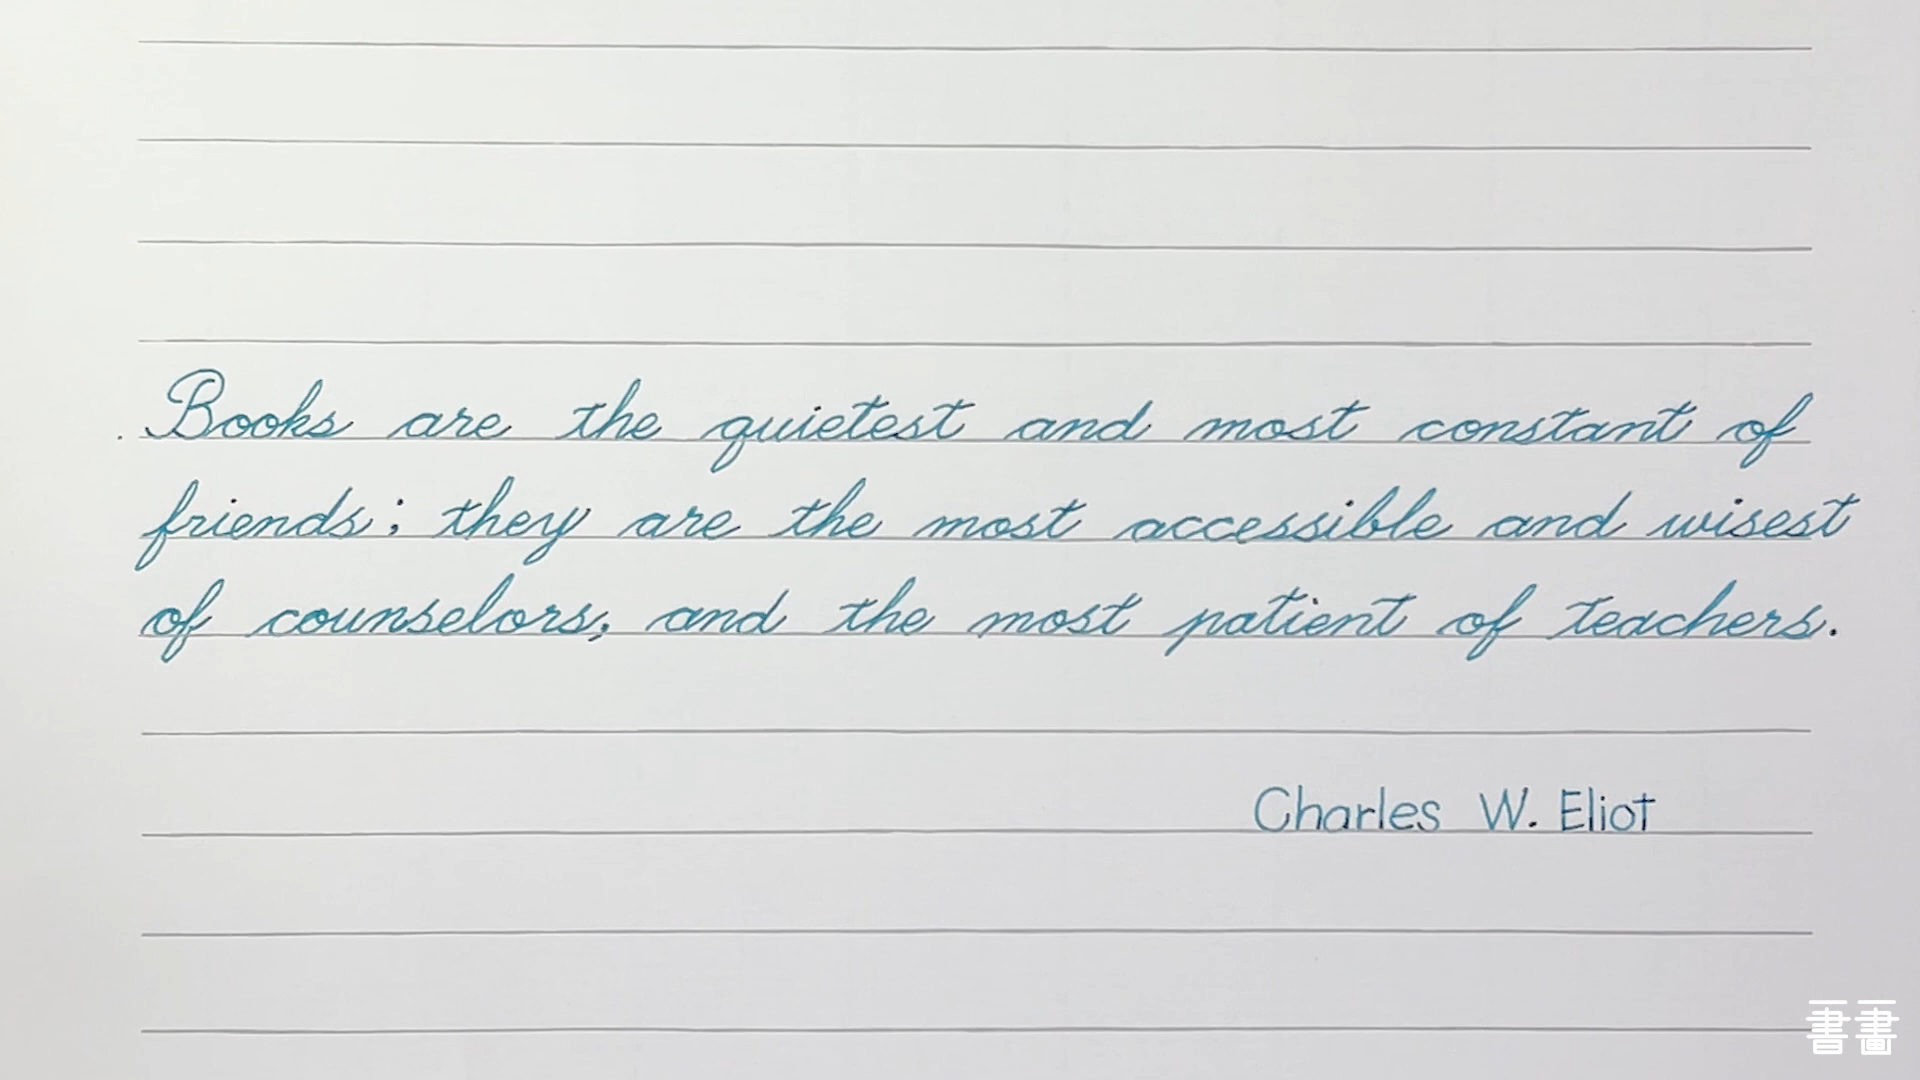 Books are the quietest and most constant of
friends; they are the most accessible and wisest
of counselors, and the most patient of teachers.
Charles W. Eliot
書畫